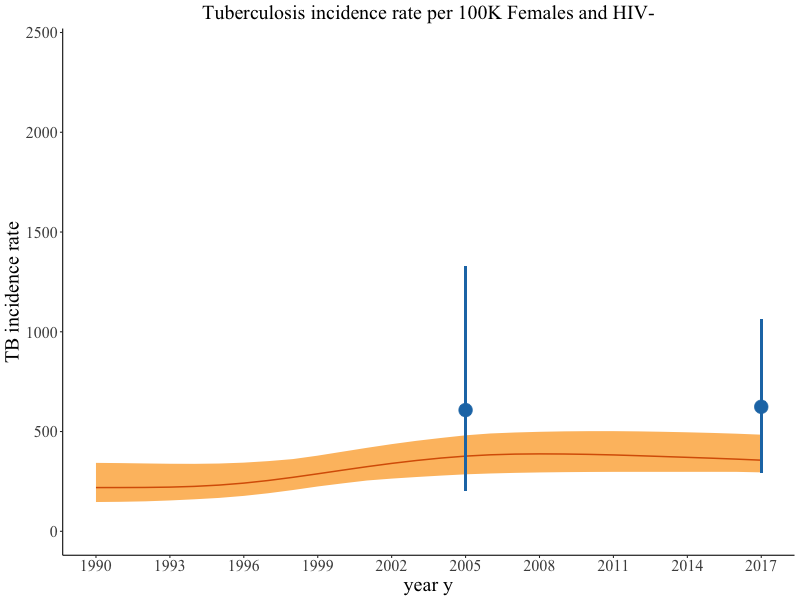 Tuberculosis incidence rate per 100K Females and HIV-
2500
2000
1500
1000
500
0
TB incidence rate
1990 1993 1996 1999 2002 2005 2008 2011 2014 2017
year y